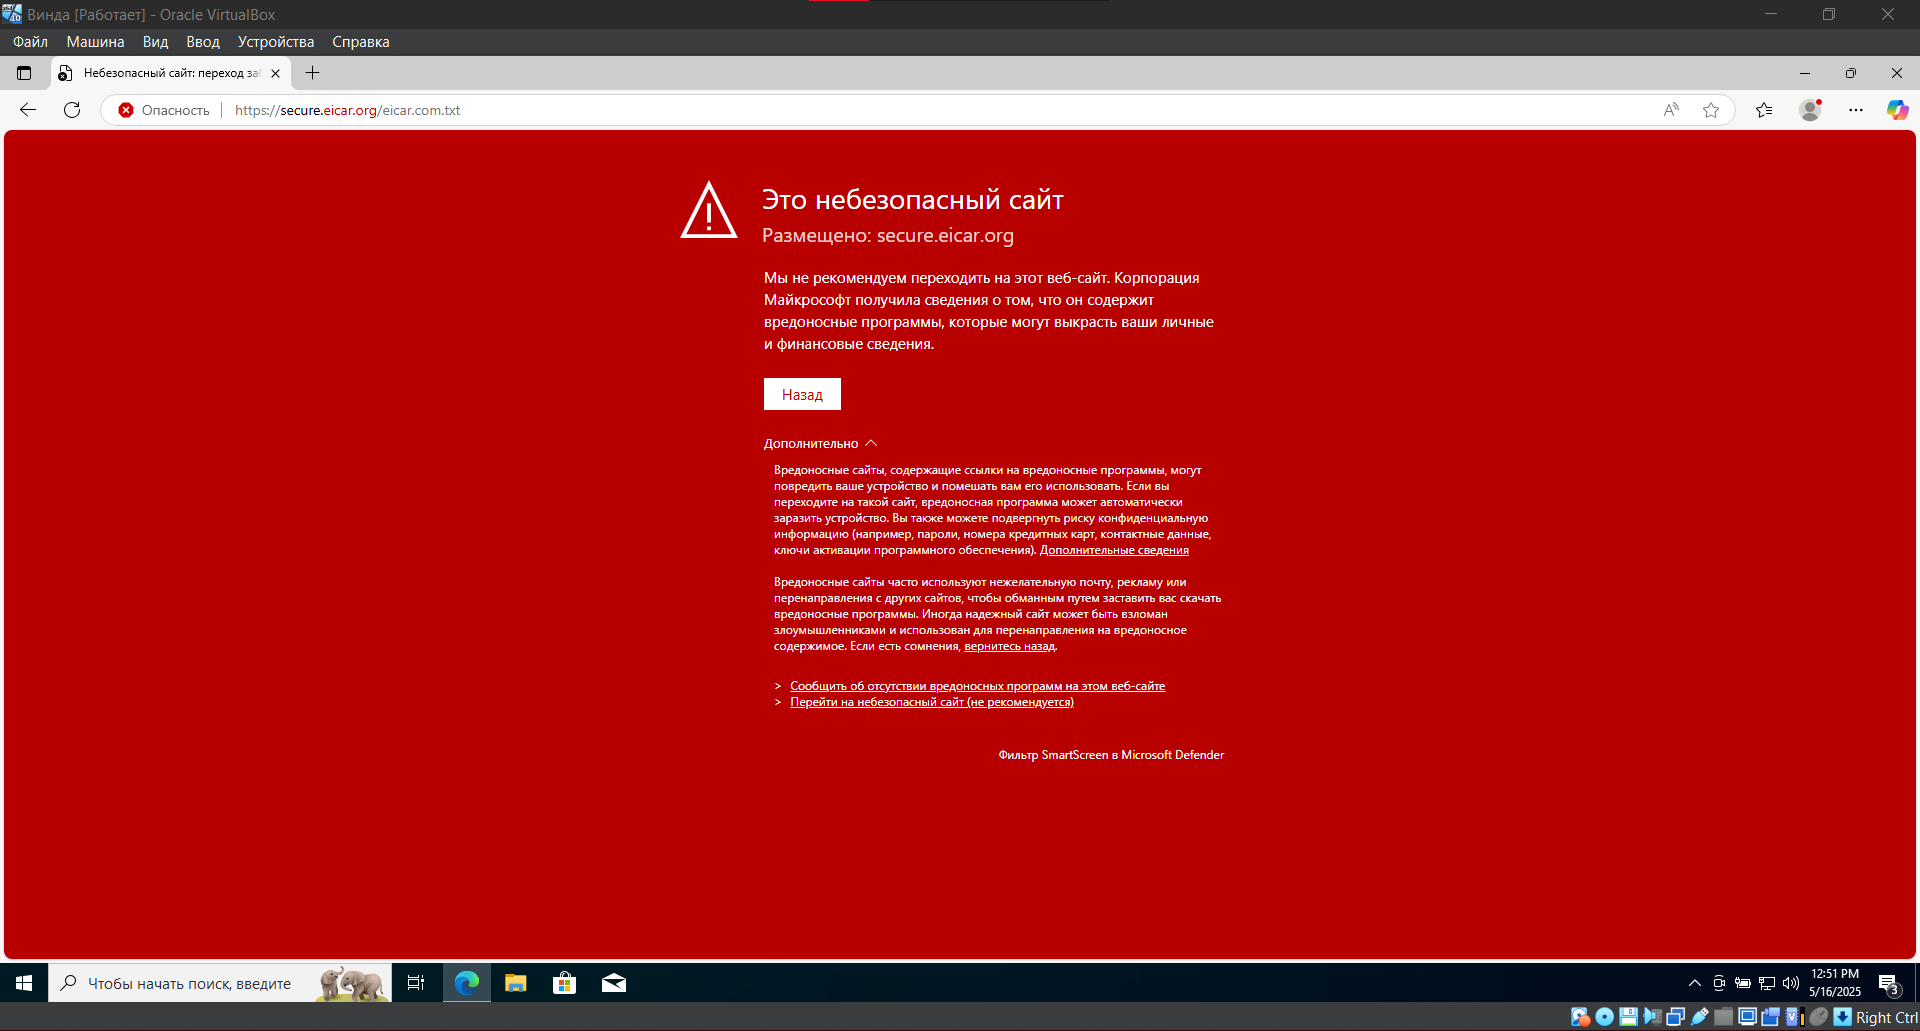 Винда [Работает] - Oracle VirtualBox
Файл Машина Вид Ввод Устройства Справка
Небезопасный сайт: переход за
Опасность https://secure.eicar.org/eicar.com.txt
Это небезопасный сайт
Размещено: secure.eicar.org
Мы не рекомендуем переходить на этот веб-сайт. Корпорация
Майкрософт получила сведения о том, что он содержит
вредоносные программы, которые могут выкрасть ваши личные
и финансовые сведения.
Назад
Дополнительно
Вредоносные сайты, содержащие ссылки на вредоносные программы, могут
повредить ваше устройство и помешать вам его использовать. Если вы
переходите на такой сайт, вредоносная программа может автоматически
заразить устройство. Вы также можете подвергнуть риску конфиденциальную
информацию (например, пароли, номера кредитных карт, контактные данные,
ключи активации программного обеспечения). Дополнительные сведения
Вредоносные сайты часто используют нежелательную почту, рекламу или
перенаправления с других сайтов, чтобы обманным путем заставить вас скачать
вредоносные программы. Иногда надежный сайт может быть взломан
злоумышленниками и использован для перенаправления на вредоносное
содержимое. Если есть сомнения, вернитесь назад.
> Сообщить об отсутствии вредоносных программ на этом веб-сайте
> Перейти на небезопасный сайт (не рекомендуется)
Фильтр SmartScreen в Microsoft Defender
Чтобы начать поиск, введите
12:51 PM
5/16/2025
3
Right Ctrl